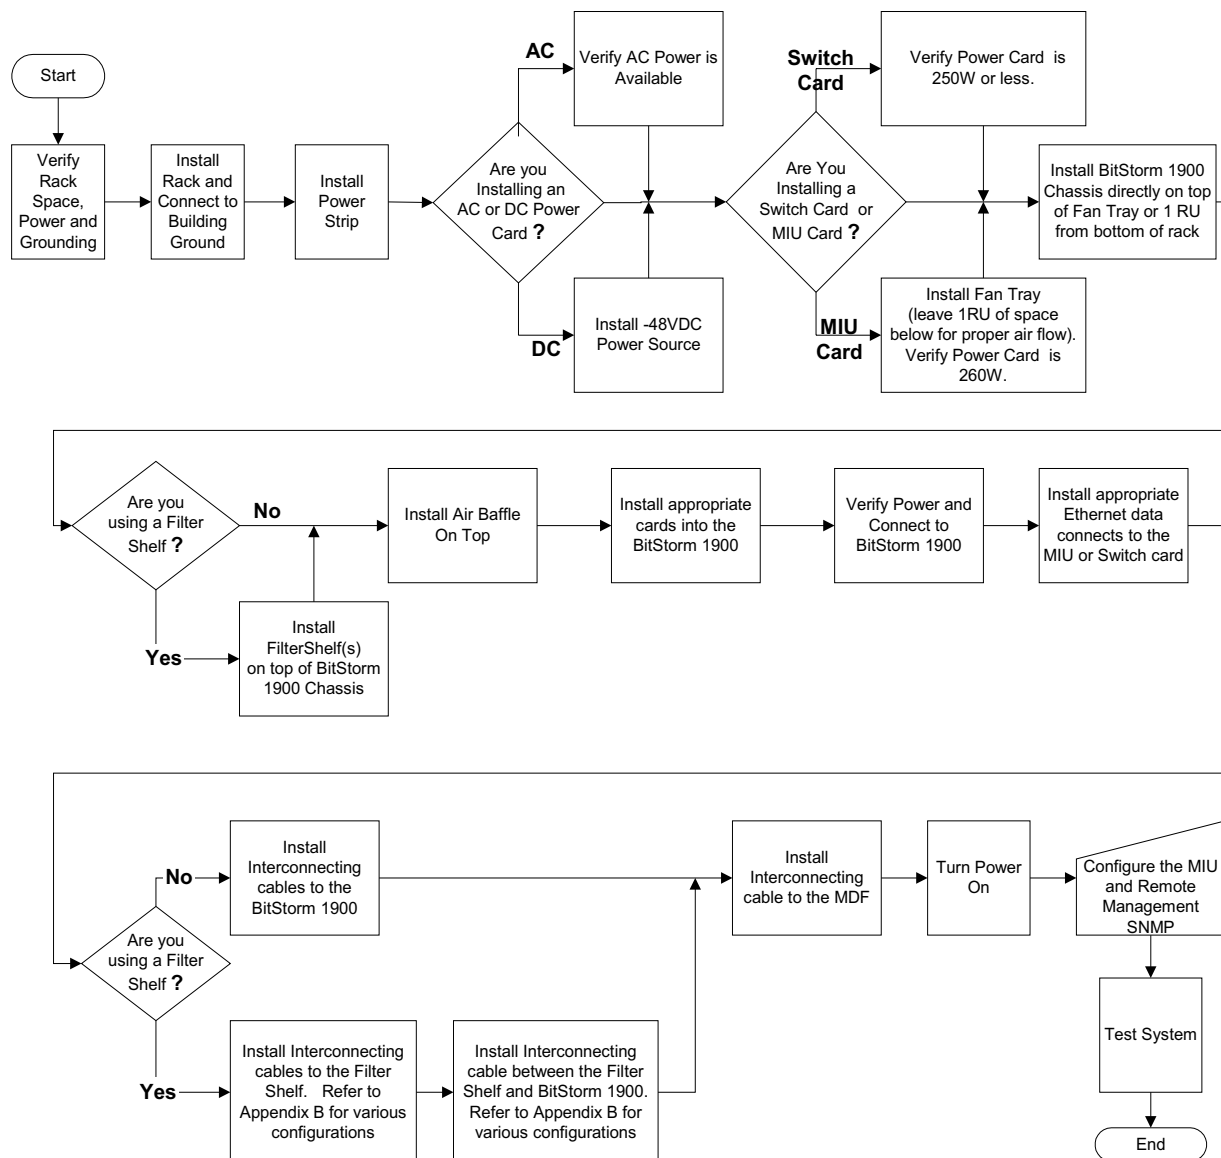 Start
Verify
Rack
Space,
Power and
Grounding
Install
Rack and
Connect to
Building
Ground
Install
Power
Strip
Are you
Installing an
AC or DC Power
Card ?
AC
Verify AC Power is
Available
DC
Install -48VDC
Power Source
Are You
Installing a
Switch Card or
MIU Card ?
Switch
Card
Verify Power Card is
250W or less.
MIU
Card
Install Fan Tray
(leave 1RU of space
below for proper air flow).
Verify Power Card is
260W.
Install BitStorm 1900
Chassis directly on top
of Fan Tray or 1 RU
from bottom of rack
Are you
using a Filter
Shelf ?
No
Yes
Install
FilterShelf(s)
on top of BitStorm
1900 Chassis
Install Air Baffle
On Top
Install appropriate
cards into the
BitStorm 1900
Verify Power and
Connect to
BitStorm 1900
Install appropriate
Ethernet data
connects to the
MIU or Switch card
Are you
using a Filter
Shelf ?
No
Install
Interconnecting
cables to the
BitStorm 1900
Yes
Install Interconnecting
cables to the Filter
Shelf. Refer to
Appendix B for various
configurations
Install Interconnecting
cable between the Filter
Shelf and BitStorm 1900.
Refer to Appendix B for
various configurations
Install
Interconnecting
cable to the MDF
Turn Power
On
Configure the MIU
and Remote
Management
SNMP
Test System
End